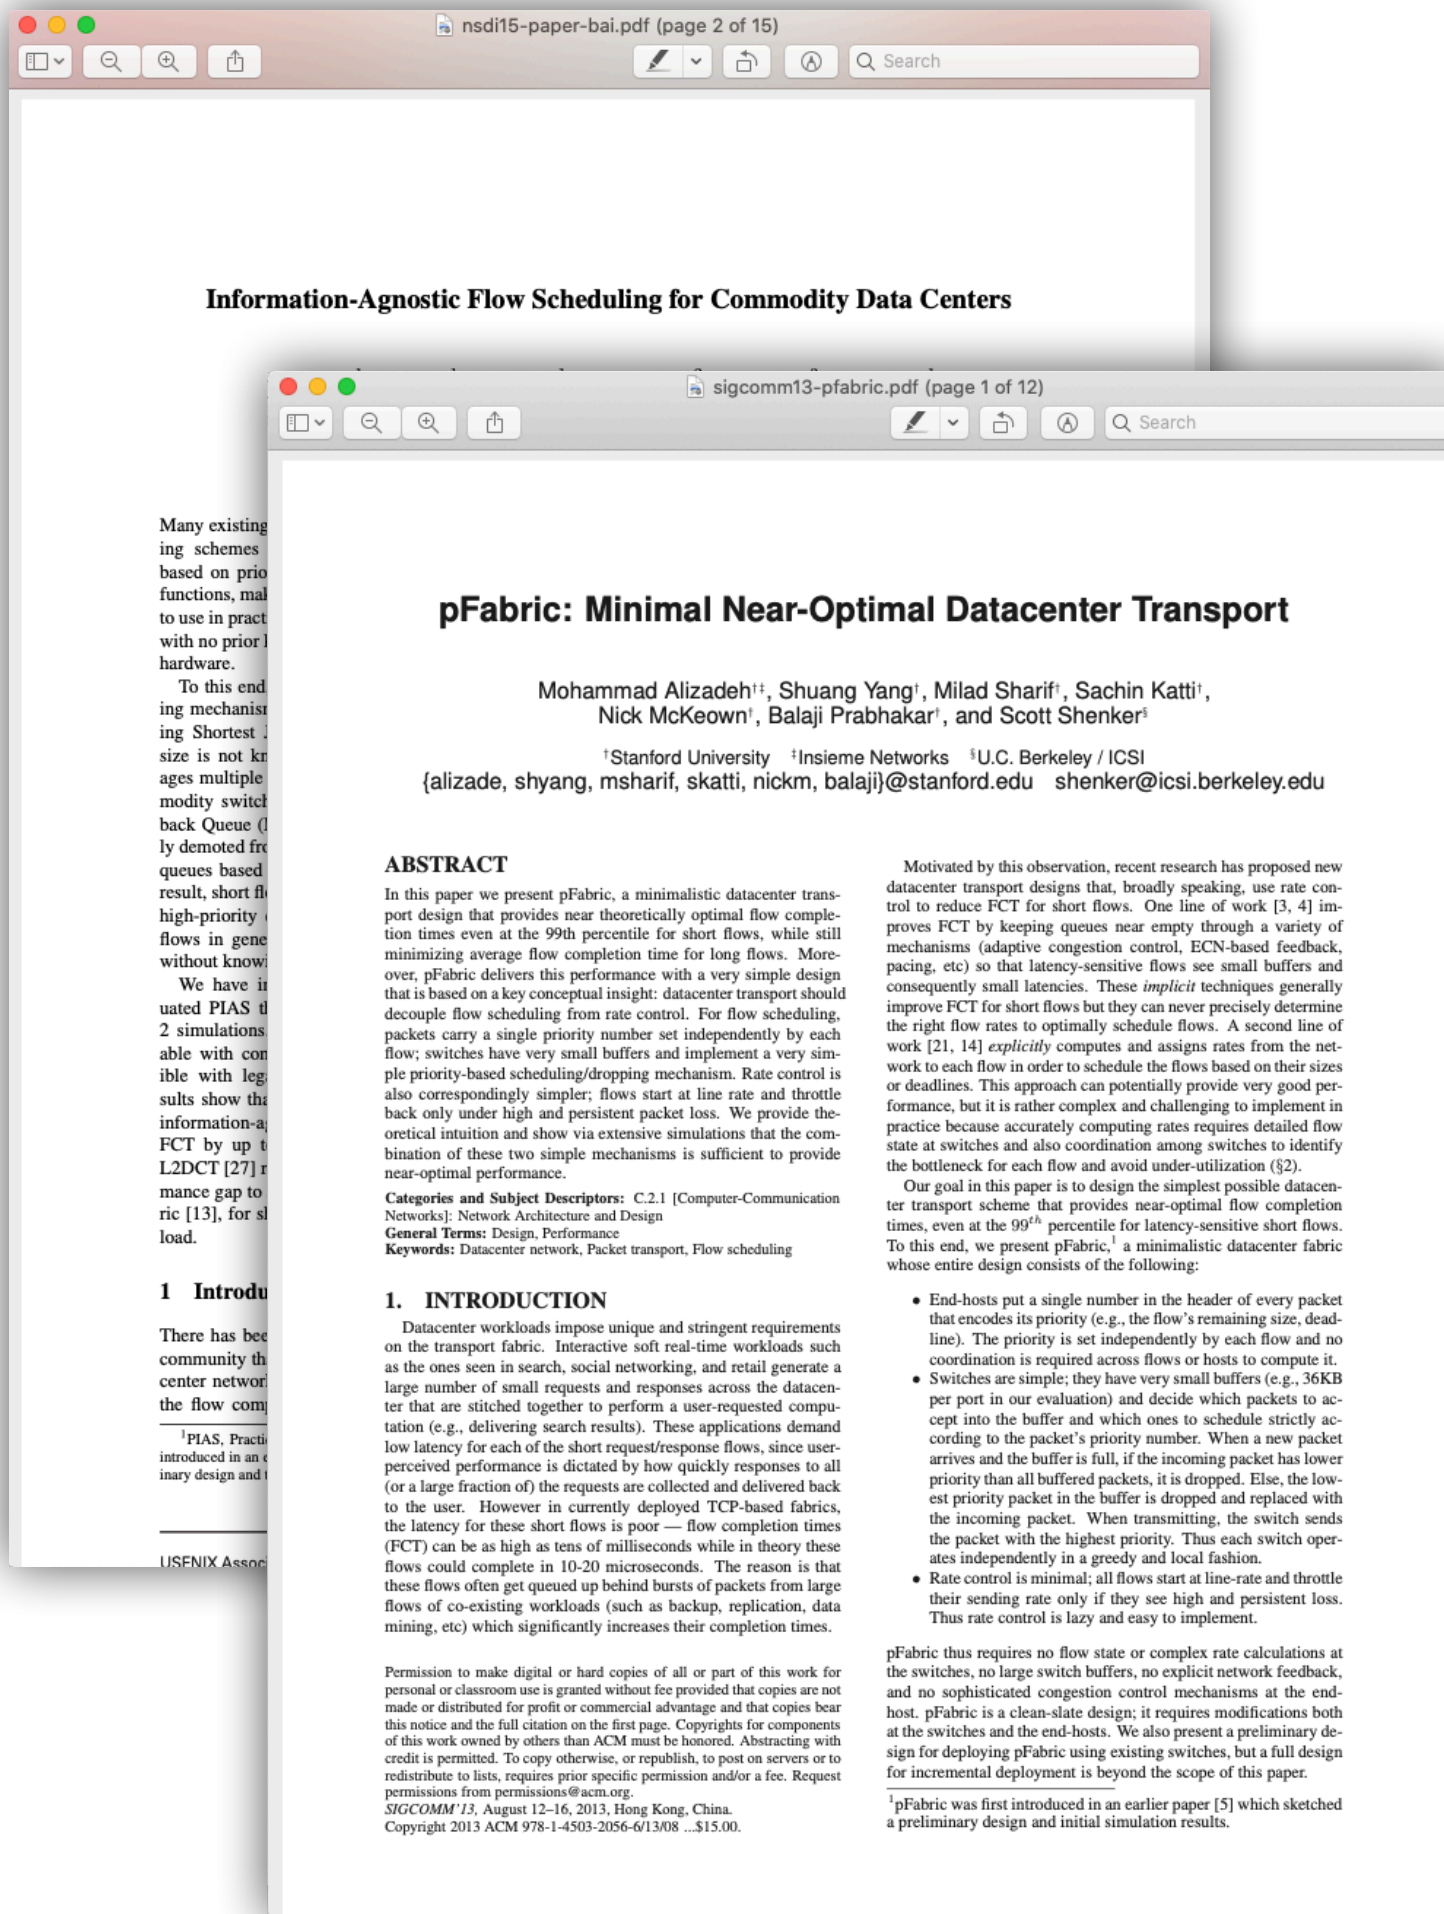 nsdi15-paper-bai.pdf (page 2 of 15)
Search
Information-Agnostic Flow Scheduling for Commodity Data Centers
Many existing
ing schemes
based on prio
functions, mak
to use in pract
with no prior
hardware.
To this end
ing mechanism
ing Shortest
size is not kn
ages multiple
modity switch
back Queue (
ly demoted fro
queues based
result, short fl
high-priority
flows in gene
without knowi
We have in
uated PIAS th
2 simulations
able with com
ible with lega
sults show tha
information-ag
FCT by up t
L2DCT [27] r
mance gap to
ric [13], for sh
load.
1 Introdu
There has bee
community th
center networ
the flow comp
1PIAS, Practi
introduced in an e
inary design and t
USENIX Associ
sigcomm13-pfabric.pdf (page 1 of 12)
Search
pFabric: Minimal Near-Optimal Datacenter Transport
Mohammad Alizadeh†‡, Shuang Yang†, Milad Sharif†, Sachin Katti†,
Nick McKeown†, Balaji Prabhakar†, and Scott Shenker§
†Stanford University ‡Insieme Networks §U.C. Berkeley / ICSI
{alizade, shyang, msharif, skatti, nickm, balaji}@stanford.edu shenker@icsi.berkeley.edu
ABSTRACT
In this paper we present pFabric, a minimalistic datacenter trans-
port design that provides near theoretically optimal flow comple-
tion times even at the 99th percentile for short flows, while still
minimizing average flow completion time for long flows. More-
over, pFabric delivers this performance with a very simple design
that is based on a key conceptual insight: datacenter transport should
decouple flow scheduling from rate control. For flow scheduling,
packets carry a single priority number set independently by each
flow; switches have very small buffers and implement a very sim-
ple priority-based scheduling/dropping mechanism. Rate control is
also correspondingly simpler; flows start at line rate and throttle
back only under high and persistent packet loss. We provide the-
oretical intuition and show via extensive simulations that the com-
bination of these two simple mechanisms is sufficient to provide
near-optimal performance.
Categories and Subject Descriptors: C.2.1 [Computer-Communication
Networks]: Network Architecture and Design
General Terms: Design, Performance
Keywords: Datacenter network, Packet transport, Flow scheduling
1. INTRODUCTION
Datacenter workloads impose unique and stringent requirements
on the transport fabric. Interactive soft real-time workloads such
as the ones seen in search, social networking, and retail generate a
large number of small requests and responses across the datacen-
ter that are stitched together to perform a user-requested compu-
tation (e.g., delivering search results). These applications demand
low latency for each of the short request/response flows, since user-
perceived performance is dictated by how quickly responses to all
(or a large fraction of) the requests are collected and delivered back
to the user. However in currently deployed TCP-based fabrics,
the latency for these short flows is poor — flow completion times
(FCT) can be as high as tens of milliseconds while in theory these
flows could complete in 10-20 microseconds. The reason is that
these flows often get queued up behind bursts of packets from large
flows of co-existing workloads (such as backup, replication, data
mining, etc) which significantly increases their completion times.
Permission to make digital or hard copies of all or part of this work for
personal or classroom use is granted without fee provided that copies are not
made or distributed for profit or commercial advantage and that copies bear
this notice and the full citation on the first page. Copyrights for components
of this work owned by others than ACM must be honored. Abstracting with
credit is permitted. To copy otherwise, or republish, to post on servers or to
redistribute to lists, requires prior specific permission and/or a fee. Request
permissions from permissions@acm.org.
SIGCOMM'13, August 12–16, 2013, Hong Kong, China.
Copyright 2013 ACM 978-1-4503-2056-6/13/08 ...$15.00.
Motivated by this observation, recent research has proposed new
datacenter transport designs that, broadly speaking, use rate con-
trol to reduce FCT for short flows. One line of work [3, 4] im-
proves FCT by keeping queues near empty through a variety of
mechanisms (adaptive congestion control, ECN-based feedback,
pacing, etc) so that latency-sensitive flows see small buffers and
consequently small latencies. These implicit techniques generally
improve FCT for short flows but they can never precisely determine
the right flow rates to optimally schedule flows. A second line of
work [21, 14] explicitly computes and assigns rates from the net-
work to each flow in order to schedule the flows based on their sizes
or deadlines. This approach can potentially provide very good per-
formance, but it is rather complex and challenging to implement in
practice because accurately computing rates requires detailed flow
state at switches and also coordination among switches to identify
the bottleneck for each flow and avoid under-utilization (§2).
Our goal in this paper is to design the simplest possible datacen-
ter transport scheme that provides near-optimal flow completion
times, even at the 99th percentile for latency-sensitive short flows.
To this end, we present pFabric,1 a minimalistic datacenter fabric
whose entire design consists of the following:
• End-hosts put a single number in the header of every packet
that encodes its priority (e.g., the flow's remaining size, dead-
line). The priority is set independently by each flow and no
coordination is required across flows or hosts to compute it.
• Switches are simple; they have very small buffers (e.g., 36KB
per port in our evaluation) and decide which packets to ac-
cept into the buffer and which ones to schedule strictly ac-
cording to the packet's priority number. When a new packet
arrives and the buffer is full, if the incoming packet has lower
priority than all buffered packets, it is dropped. Else, the low-
est priority packet in the buffer is dropped and replaced with
the incoming packet. When transmitting, the switch sends
the packet with the highest priority. Thus each switch oper-
ates independently in a greedy and local fashion.
• Rate control is minimal; all flows start at line-rate and throttle
their sending rate only if they see high and persistent loss.
Thus rate control is lazy and easy to implement.
pFabric thus requires no flow state or complex rate calculations at
the switches, no large switch buffers, no explicit network feedback,
and no sophisticated congestion control mechanisms at the end-
host. pFabric is a clean-slate design; it requires modifications both
at the switches and the end-hosts. We also present a preliminary de-
sign for deploying pFabric using existing switches, but a full design
for incremental deployment is beyond the scope of this paper.
1pFabric was first introduced in an earlier paper [5] which sketched
a preliminary design and initial simulation results.